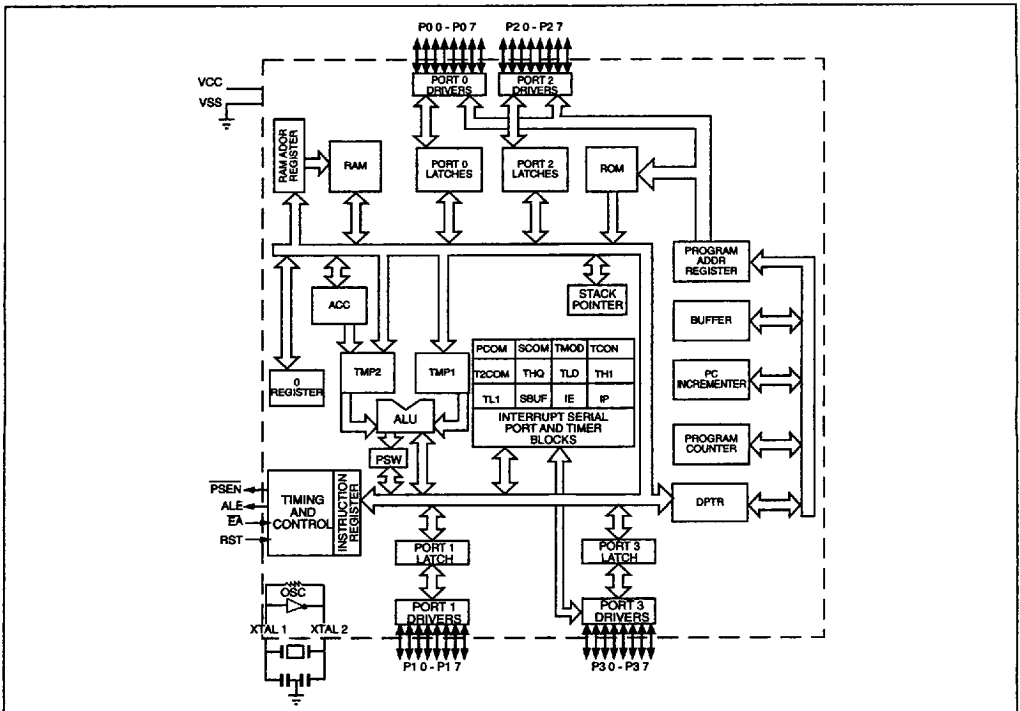 P0 0 - P0 7
P2 0 - P2 7
VCC
VSS
PORT 0
DRIVERS
PORT 2
DRIVERS
RAM ADDR
REGISTER
RAM
PORT 0
LATCHES
PORT 2
LATCHES
ROM
PROGRAM
ADDR
REGISTER
ACC
STACK
POINTER
BUFFER
0
REGISTER
TMP2
TMP1
PCOM SCOM TMOD TCON
T2COM THQ TLD TH1
TL1 SBUF IE IP
INTERRUPT SERIAL
PORT AND TIMER
BLOCKS
PC
INCREMENTER
ALU
PSW
PROGRAM
COUNTER
PSEN
ALE
EA
RST
TIMING
AND
CONTROL
INSTRUCTION
REGISTER
DPTR
PORT 1
LATCH
PORT 3
LATCH
OSC
XTAL 1
XTAL 2
PORT 1
DRIVERS
PORT 3
DRIVERS
P1 0 - P1 7
P3 0 - P3 7